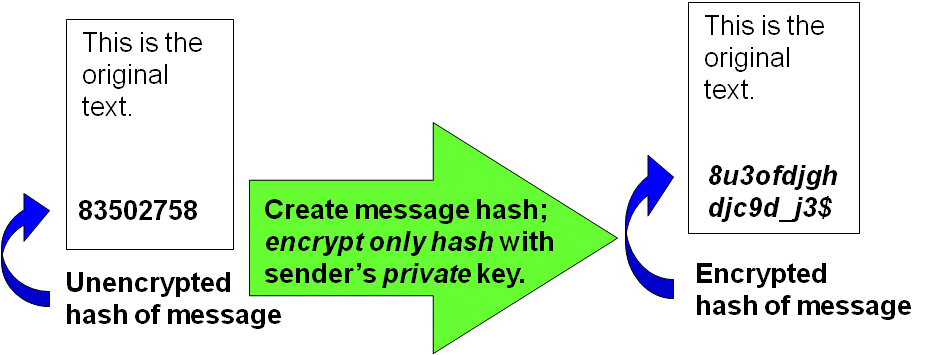 This is the
original
text.
83502758
Unencrypted
hash of message
Create message hash;
encrypt only hash with
sender's private key.
This is the
original
text.
8u3ofdjgh
djc9d_j3$
Encrypted
hash of message